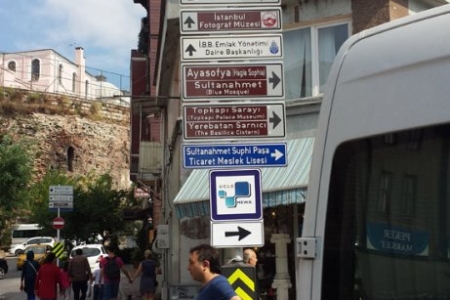 İstanbul
Fotoğraf Müzesi
İ.B.B. Emlak Yönetimi
Daire Başkanlığı
Ayasofya (Hagia Sophia)
Sultanahmet
(Blue Mosque)
Topkapı Sarayı
(Topkapı Palace Museum)
Yerebatan Sarnıcı
(The Basilica Cistern)
Sultanahmet Suphi Paşa
Ticaret Meslek Lisesi
NEWS